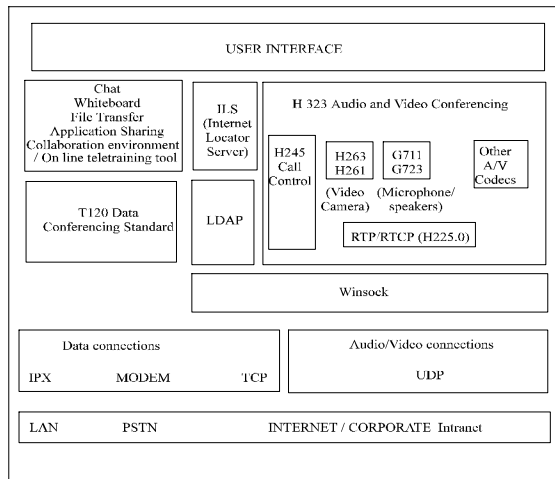 USER INTERFACE
Chat
Whiteboard
File Transfer
Application Sharing
Collaboration environment
/ On line teletraining tool
ILS
(Internet
Locator
Server)
H 323 Audio and Video Conferencing
H245
Call
Control
H263
H261
(Video
Camera)
G711
G723
(Microphone/
speakers)
Other
A/V
Codecs
RTP/RTCP (H225.0)
T120 Data
Conferencing Standard
LDAP
Winsock
Data connections
IPX MODEM TCP
Audio/Video connections
UDP
LAN PSTN INTERNET / CORPORATE Intranet